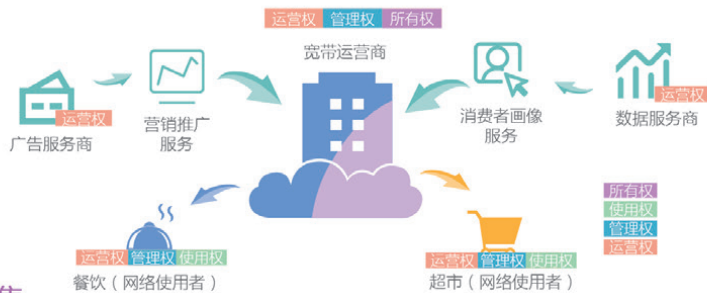 运营权 管理权 所有权
宽带运营商
广告服务商
运营权
营销推广
服务
消费者画像
服务
数据服务商
运营权
所有权
使用权
管理权
运营权
运营权 管理权 使用权
餐饮（网络使用者）
运营权 管理权 使用权
超市（网络使用者）